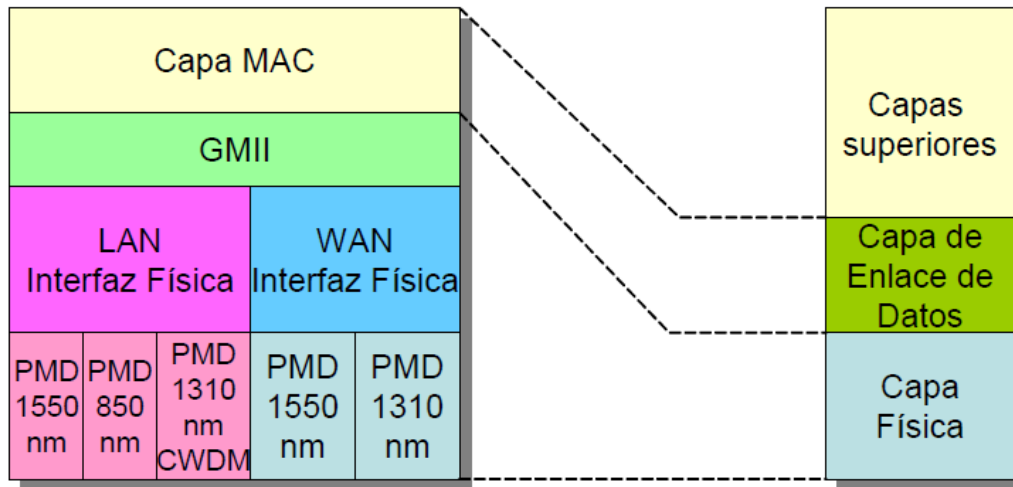 Capa MAC
GMII
LAN
Interfaz Física
WAN
Interfaz Física
PMD
1550
nm
PMD
850
nm
PMD
1310
nm
CWDM
PMD
1550
nm
PMD
1310
nm
Capas
superiores
Capa de
Enlace de
Datos
Capa
Física